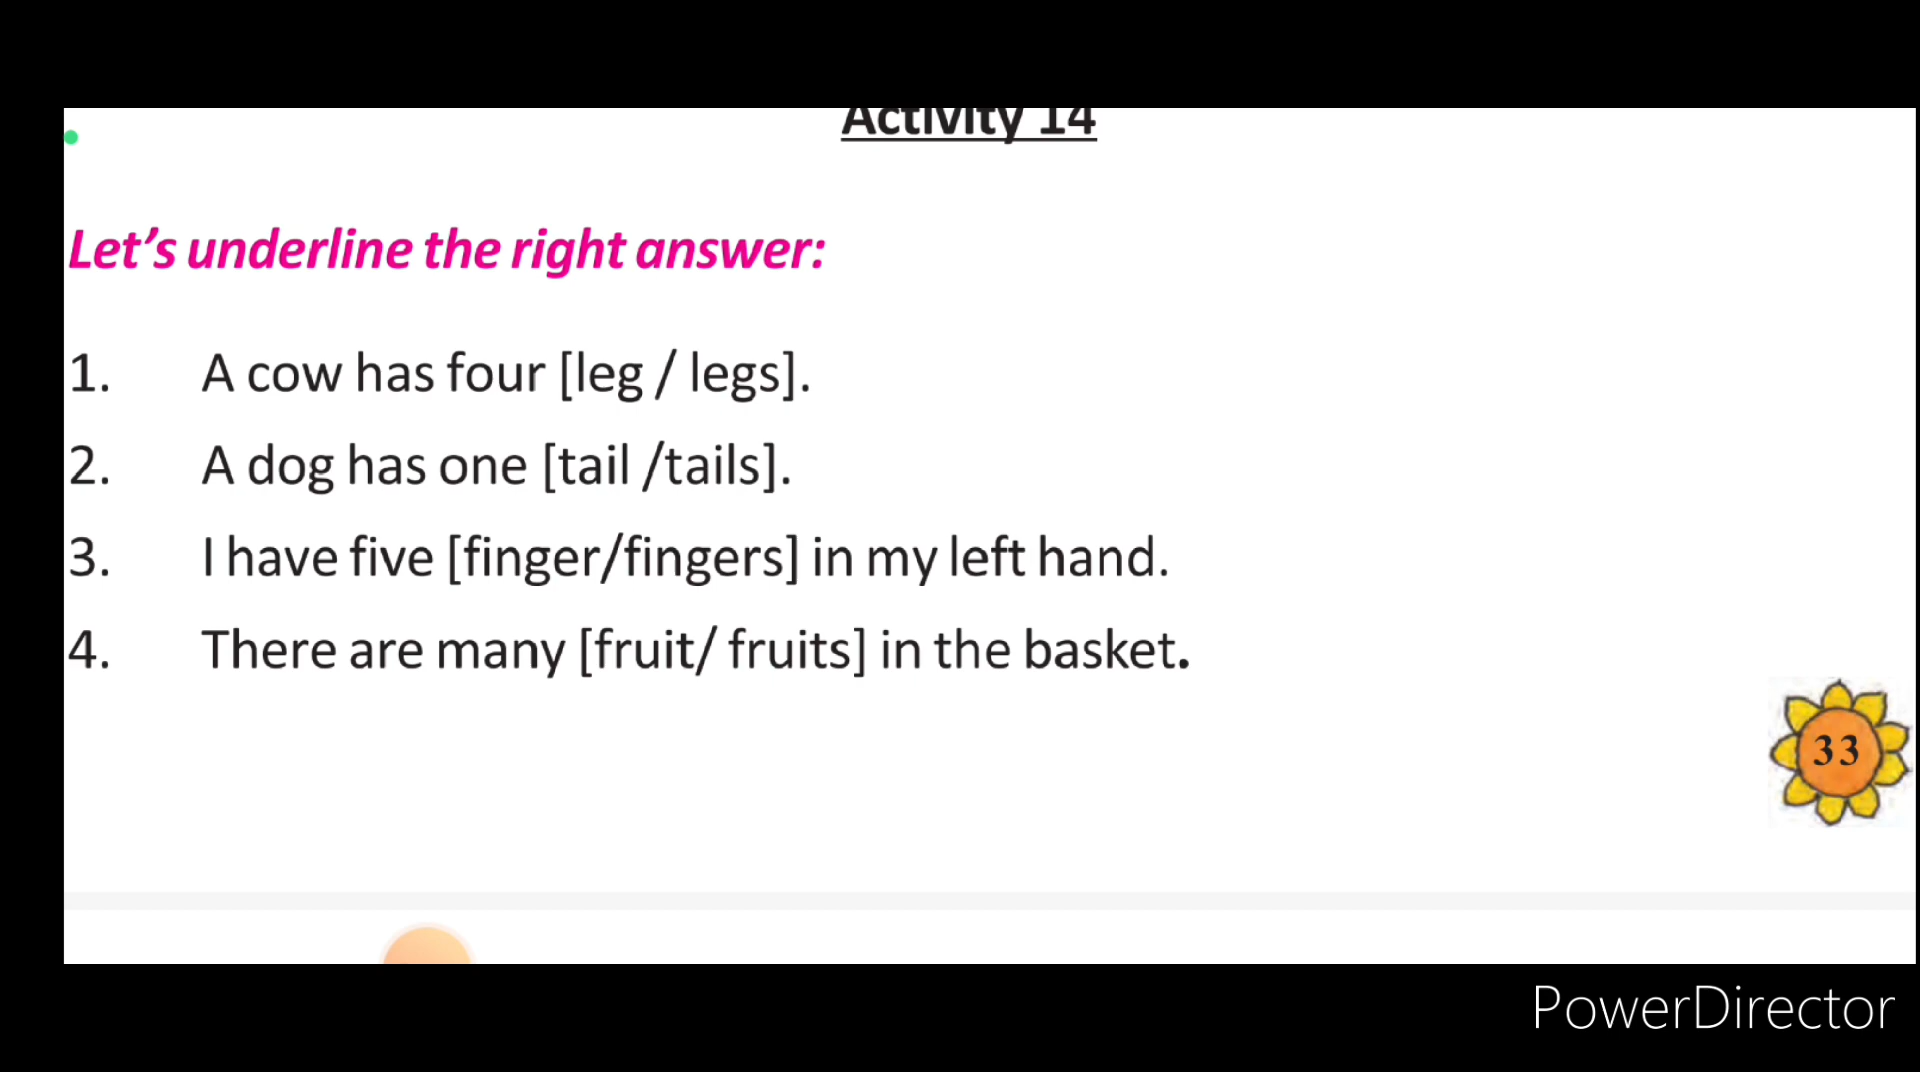 Activity 14
Let's underline the right answer:
1. A cow has four [leg / legs].
2. A dog has one [tail /tails].
3. I have five [finger/fingers] in my left hand.
4. There are many [fruit/ fruits] in the basket.
33
PowerDirector